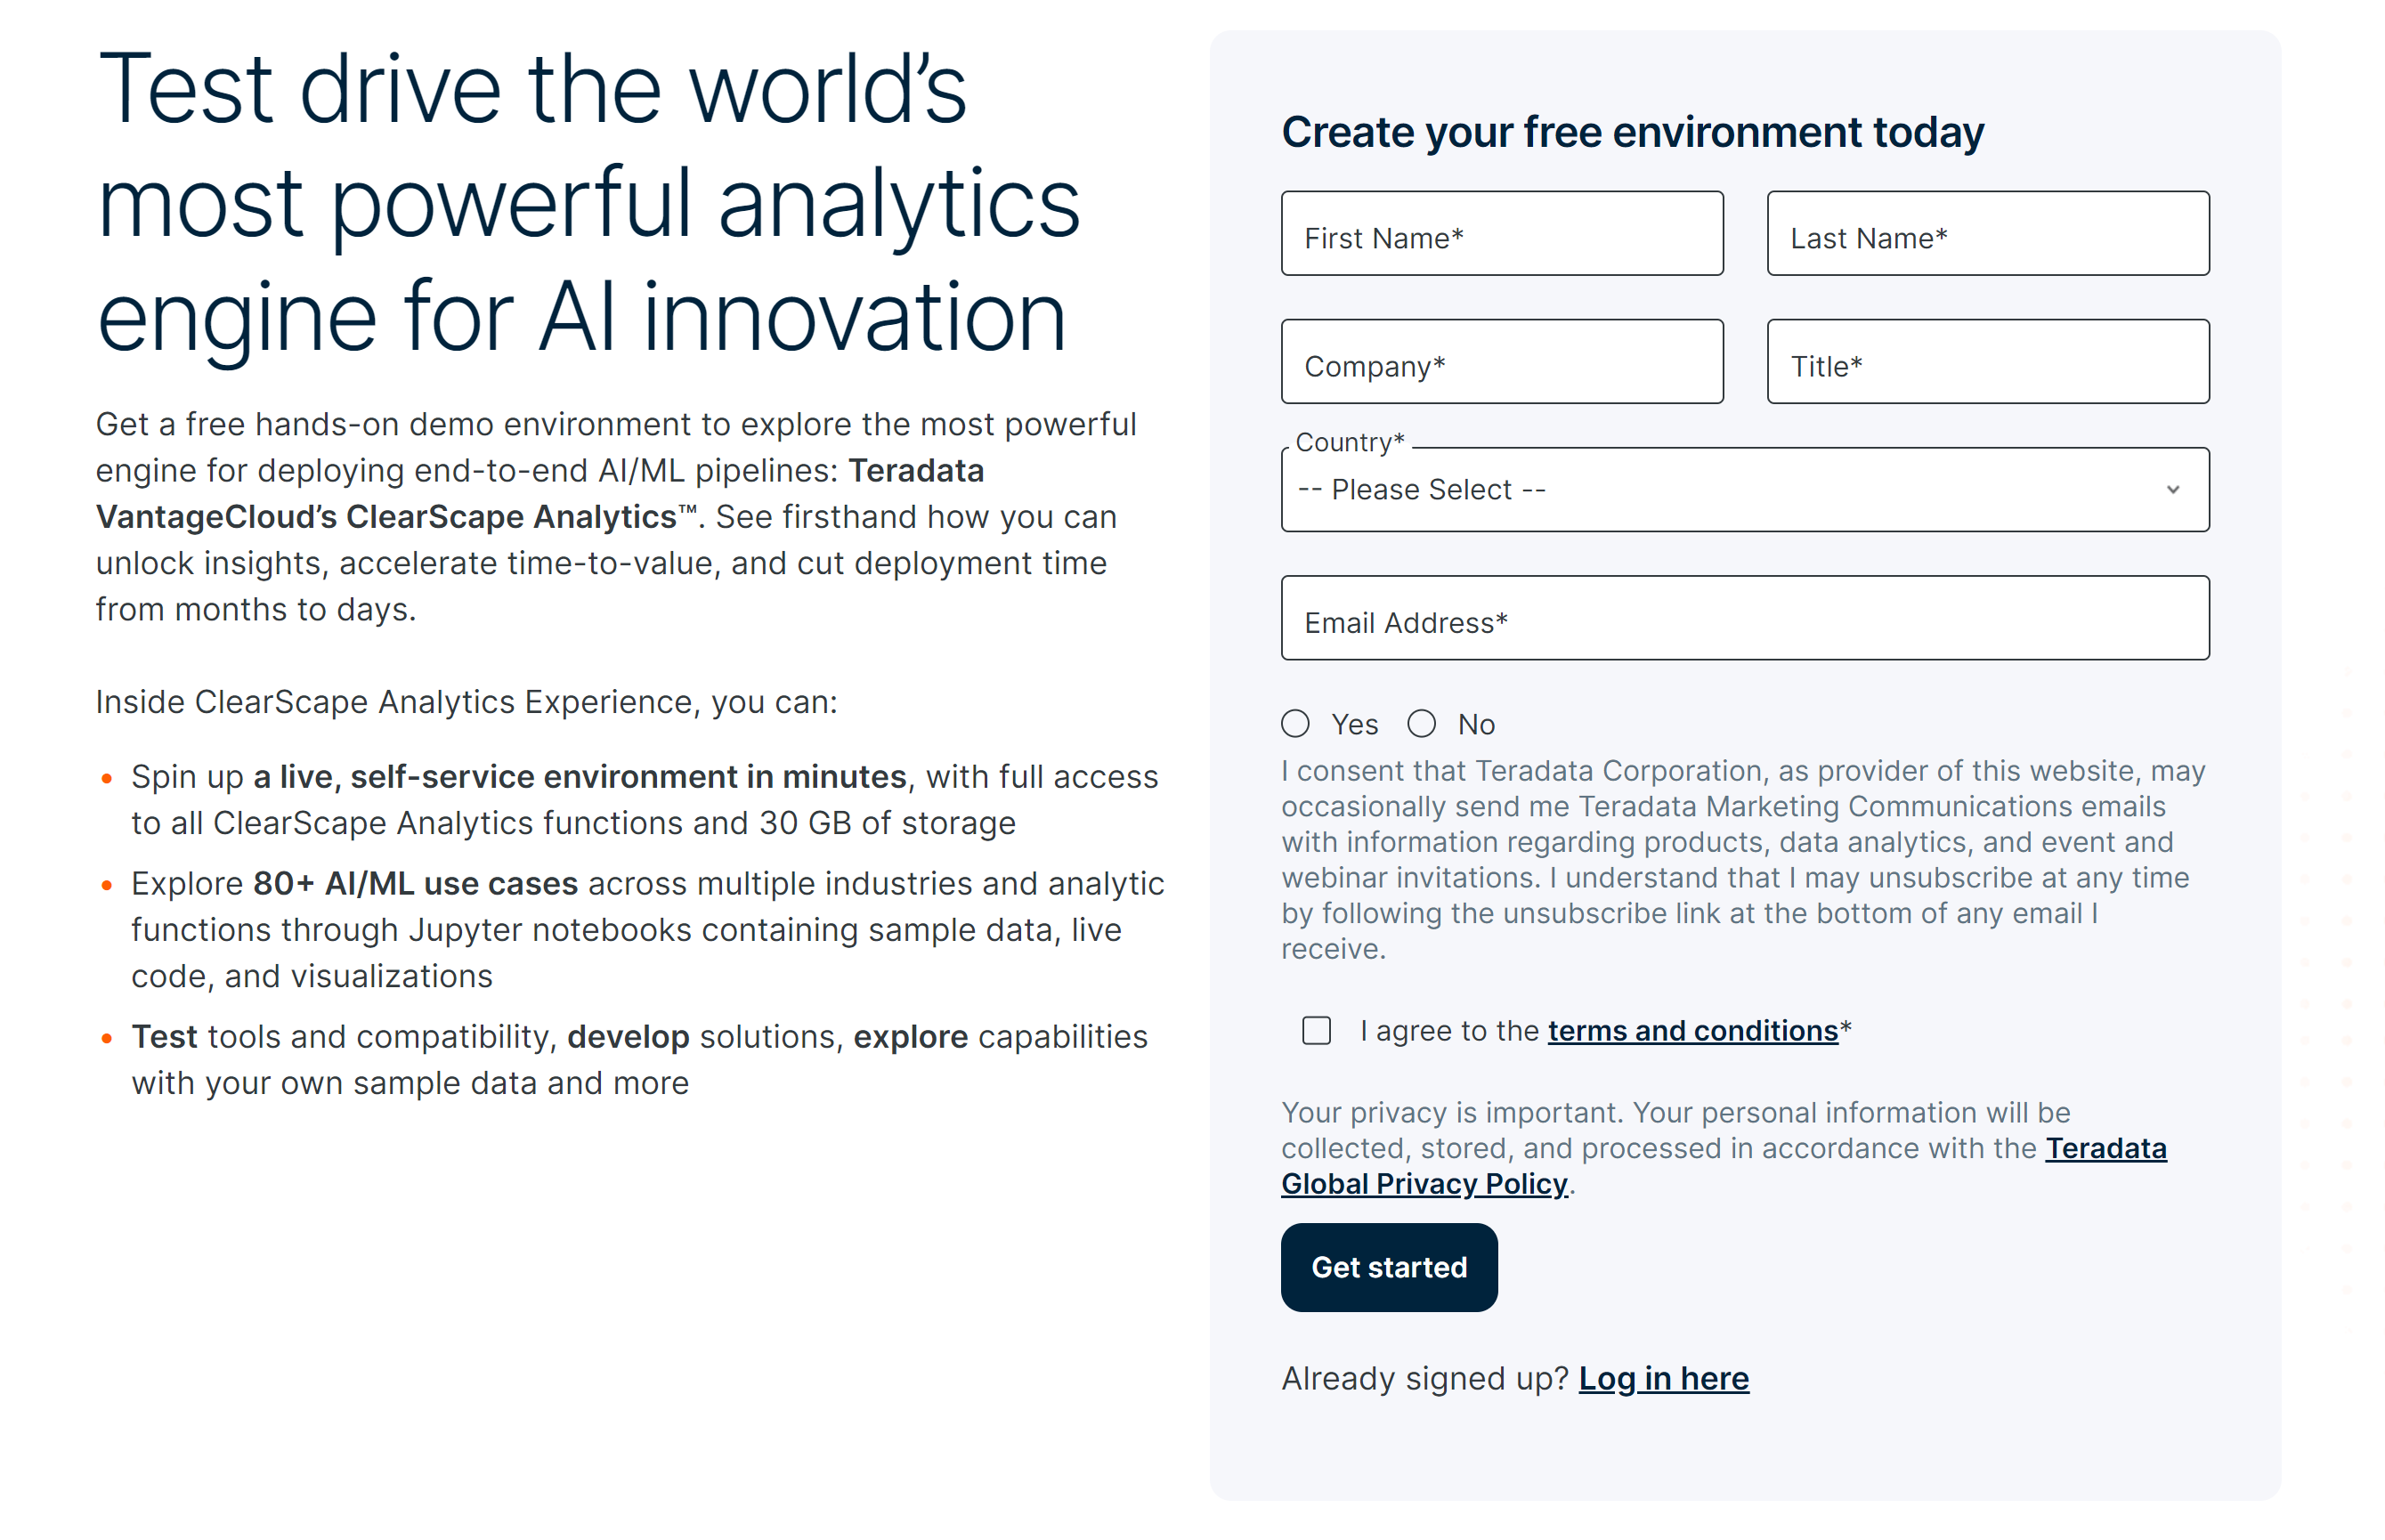 Test drive the world’s
most powerful analytics
engine for AI innovation
Get a free hands-on demo environment to explore the most powerful
engine for deploying end-to-end AI/ML pipelines: Teradata
VantageCloud’s ClearScape Analytics™. See firsthand how you can
unlock insights, accelerate time-to-value, and cut deployment time
from months to days.
Inside ClearScape Analytics Experience, you can:
• Spin up a live, self-service environment in minutes, with full access
to all ClearScape Analytics functions and 30 GB of storage
• Explore 80+ AI/ML use cases across multiple industries and analytic
functions through Jupyter notebooks containing sample data, live
code, and visualizations
• Test tools and compatibility, develop solutions, explore capabilities
with your own sample data and more
Create your free environment today
First Name*
Last Name*
Company*
Title*
Country*
-- Please Select --
Email Address*
Yes No
I consent that Teradata Corporation, as provider of this website, may
occasionally send me Teradata Marketing Communications emails
with information regarding products, data analytics, and event and
webinar invitations. I understand that I may unsubscribe at any time
by following the unsubscribe link at the bottom of any email I
receive.
I agree to the terms and conditions*
Your privacy is important. Your personal information will be
collected, stored, and processed in accordance with the Teradata
Global Privacy Policy.
Get started
Already signed up? Log in here